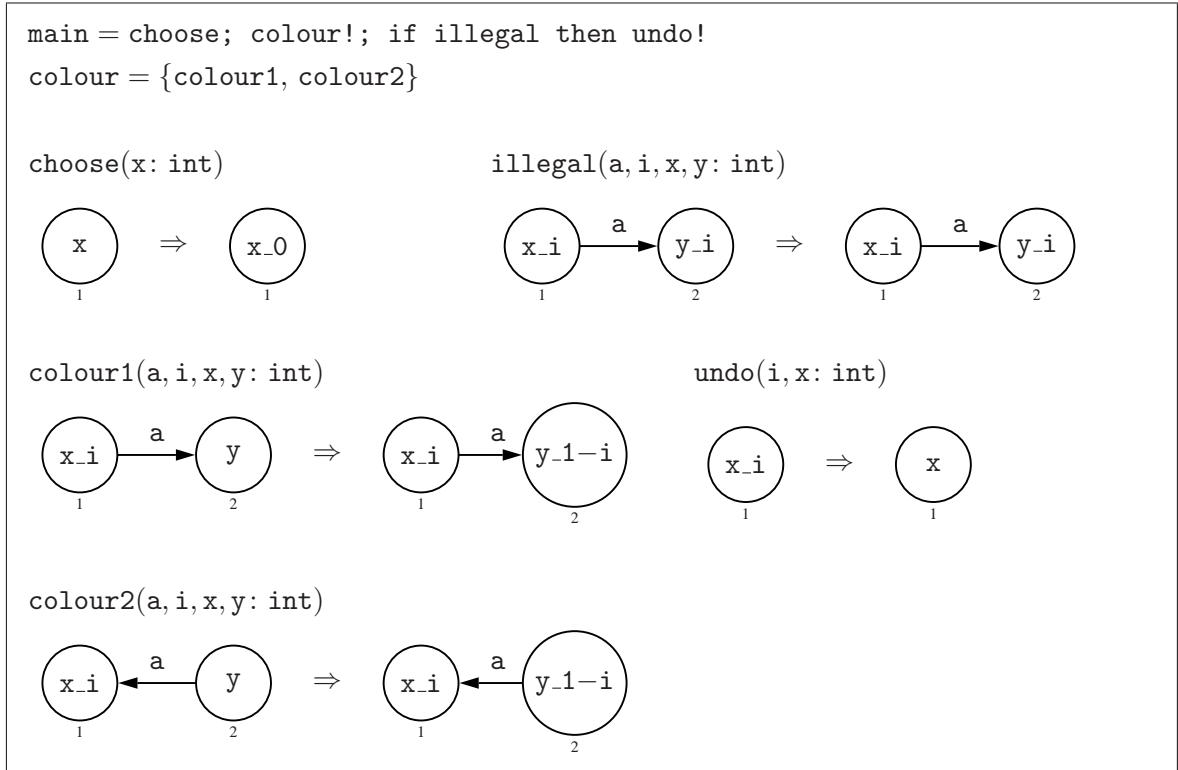 main = choose; colour!; if illegal then undo!
colour = {colour1, colour2}
choose(x: int)
x ⇒ x_0
1 1
illegal(a, i, x, y: int)
x_i a y_i ⇒ x_i a y_i
1 2 1 2
colour1(a, i, x, y: int)
x_i a y ⇒ x_i a y_1−i
1 2 1 2
undo(i, x: int)
x_i ⇒ x
1 1
colour2(a, i, x, y: int)
x_i a y ⇒ x_i a y_1−i
1 2 1 2